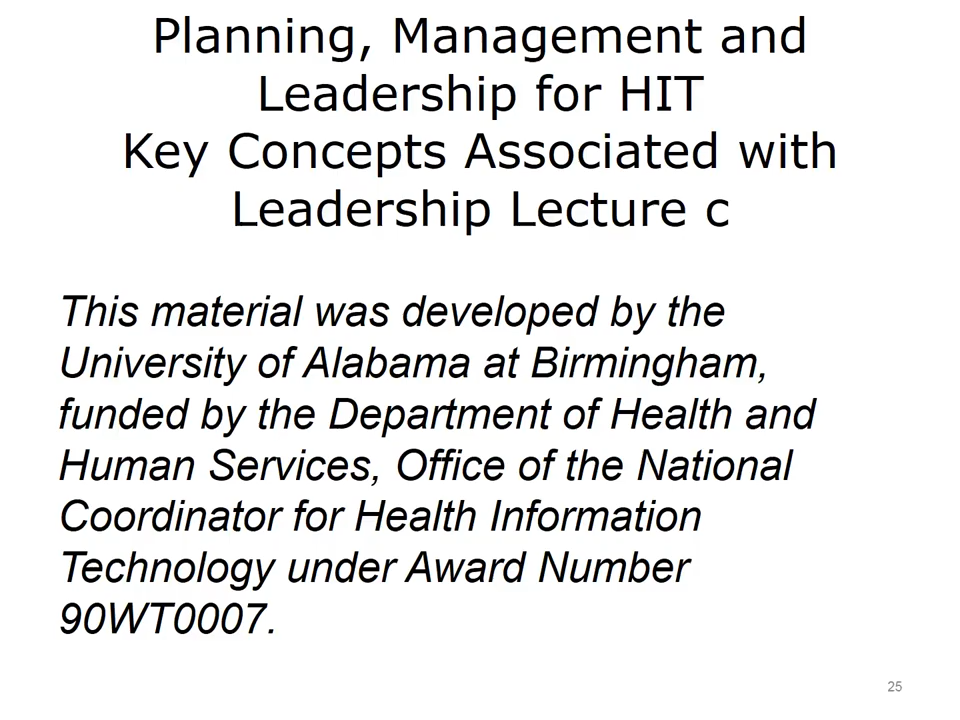 Planning, Management and
Leadership for HIT
Key Concepts Associated with
Leadership Lecture c
This material was developed by the
University of Alabama at Birmingham,
funded by the Department of Health and
Human Services, Office of the National
Coordinator for Health Information
Technology under Award Number
90WT0007.
25